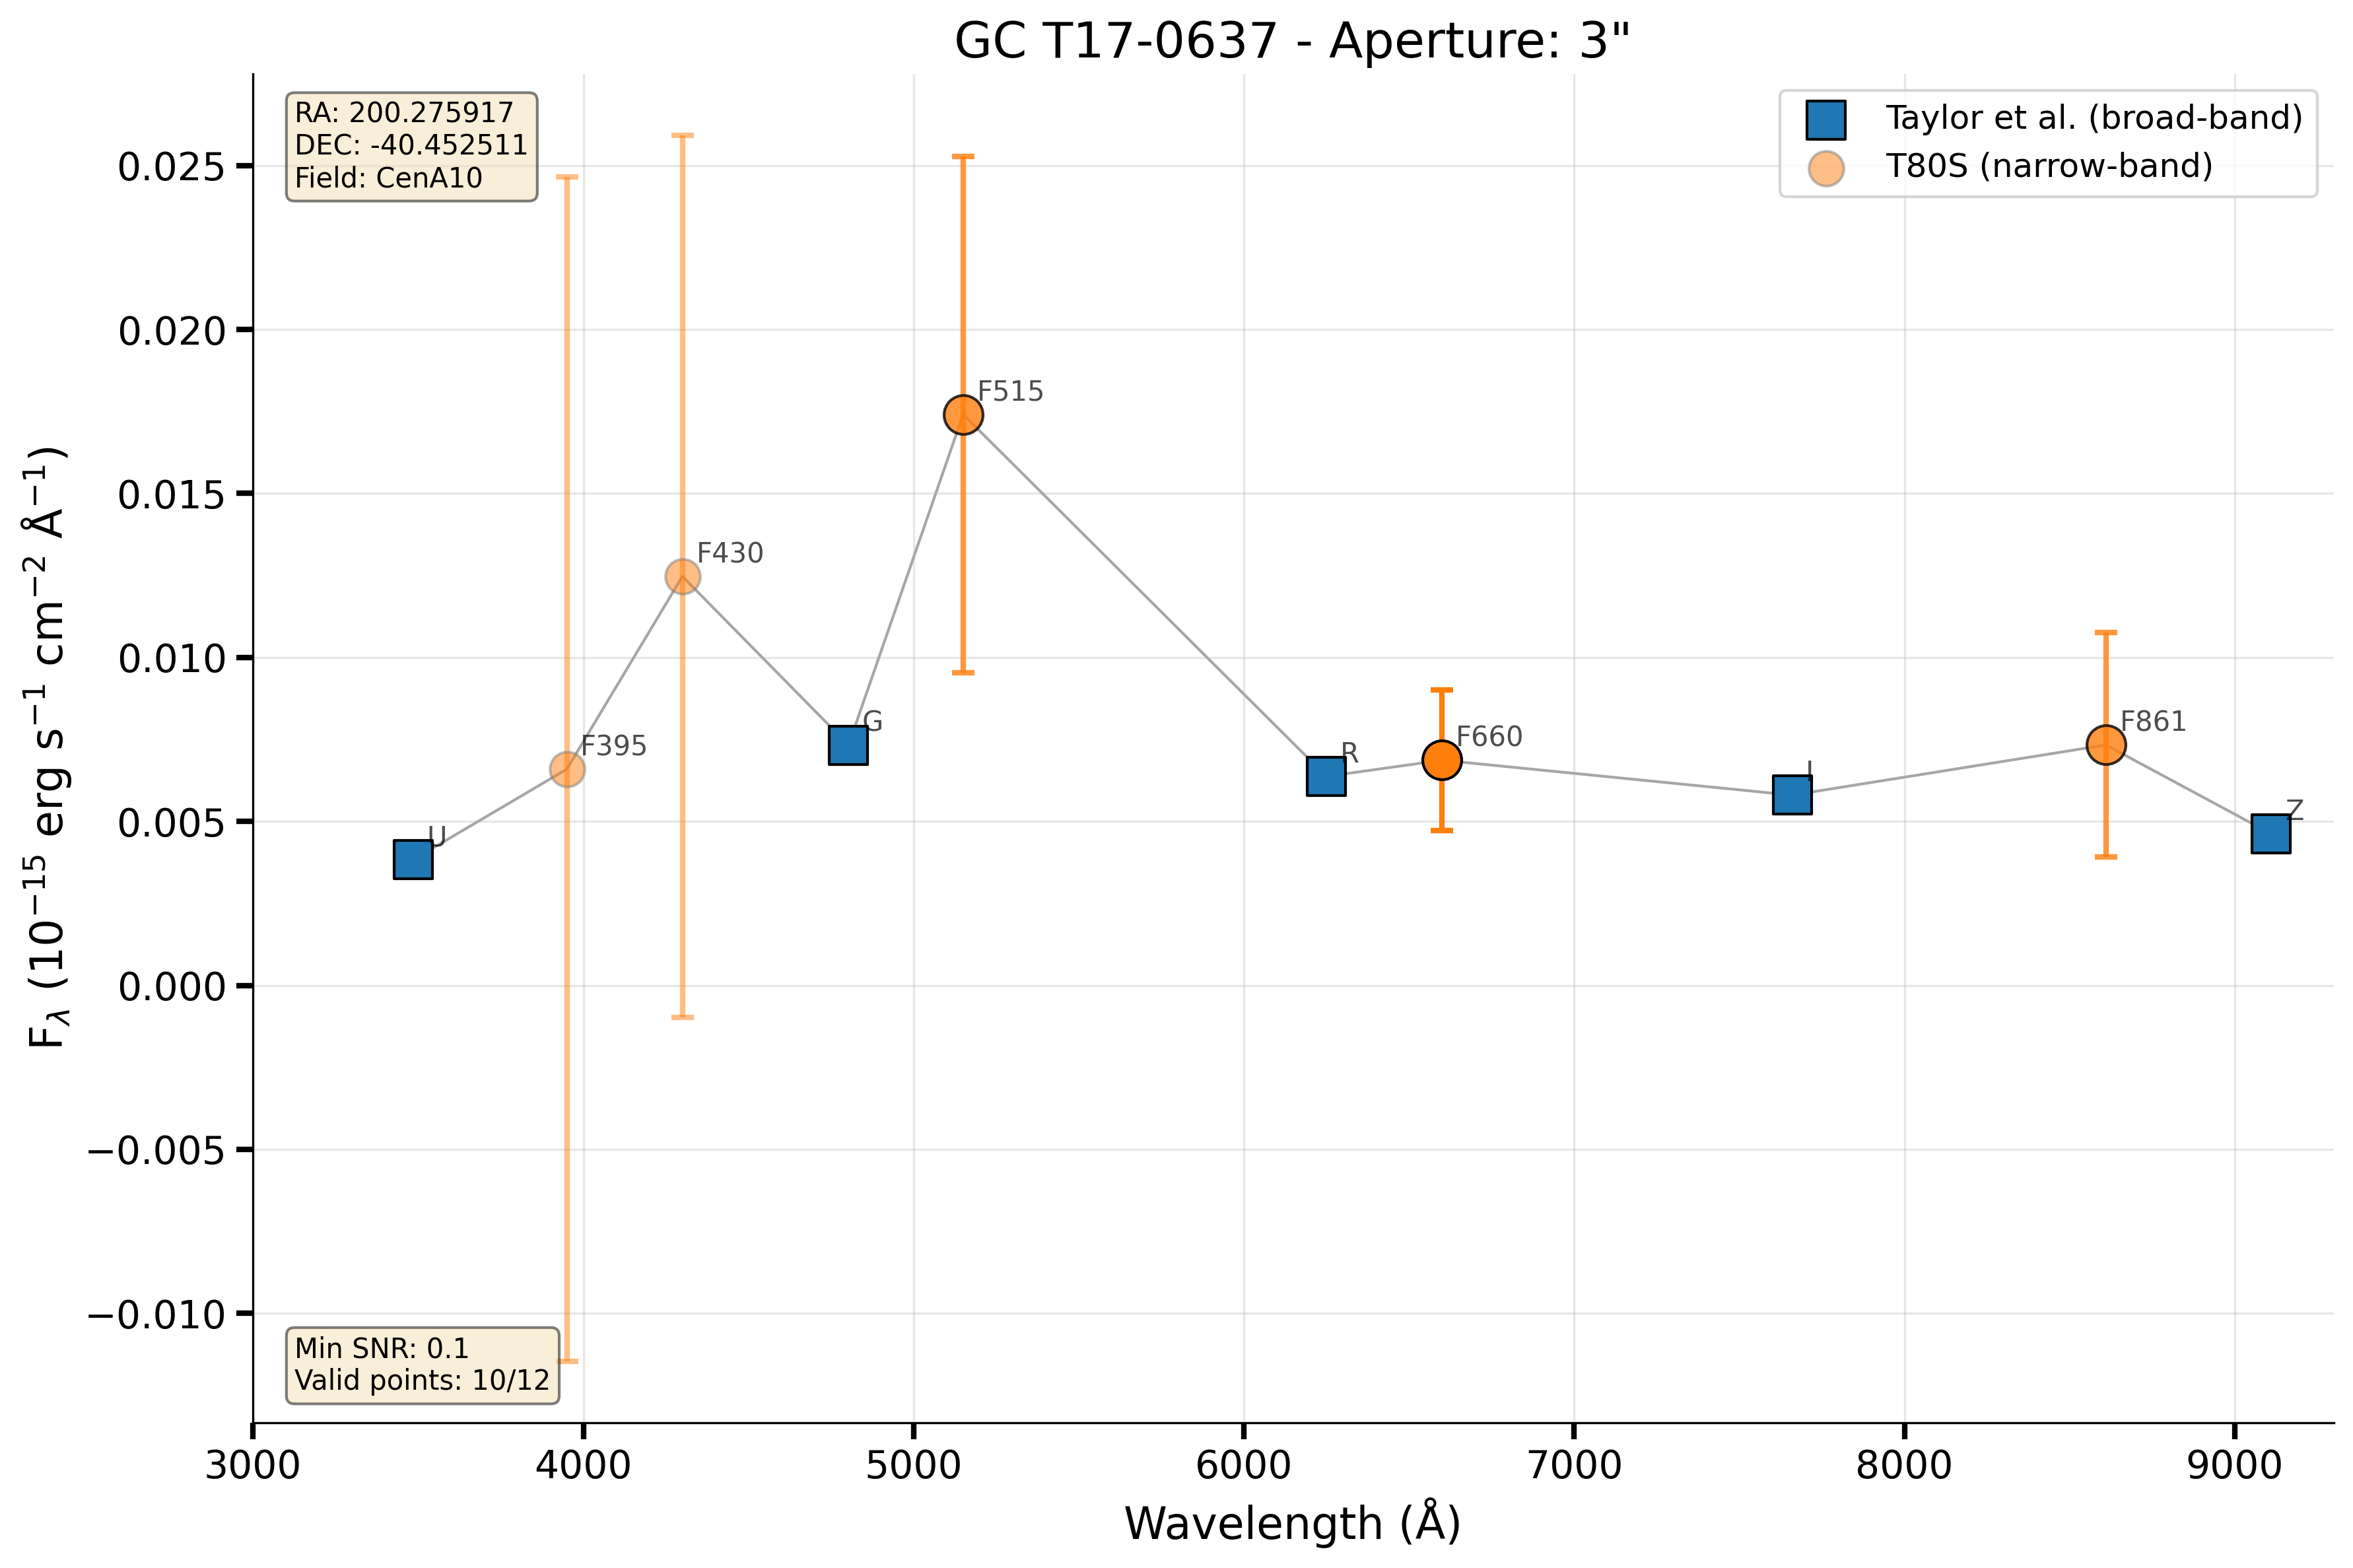 GC T17-0637 - Aperture: 3"
RA: 200.275917
DEC: -40.452511
Field: CenA10
Taylor et al. (broad-band)
T80S (narrow-band)
F_λ (10⁻¹⁵ erg s⁻¹ cm⁻² Å⁻¹)
0.025
0.020
0.015
0.010
0.005
0.000
−0.005
−0.010
U
F395
F430
G
F515
R
F660
I
F861
Z
Min SNR: 0.1
Valid points: 10/12
3000 4000 5000 6000 7000 8000 9000
Wavelength (Å)